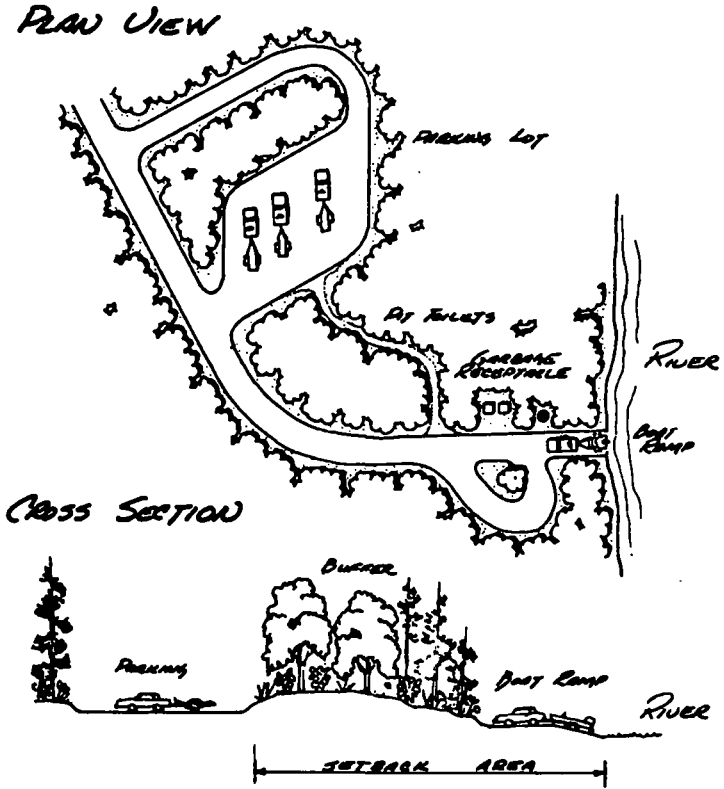 PLAN VIEW
PARKING LOT
PIT TOILETS
GARBAGE
RECEPTACLE
RIVER
BOAT
RAMP
CROSS SECTION
BUFFER
PARKING
BOAT RAMP
RIVER
SETBACK AREA